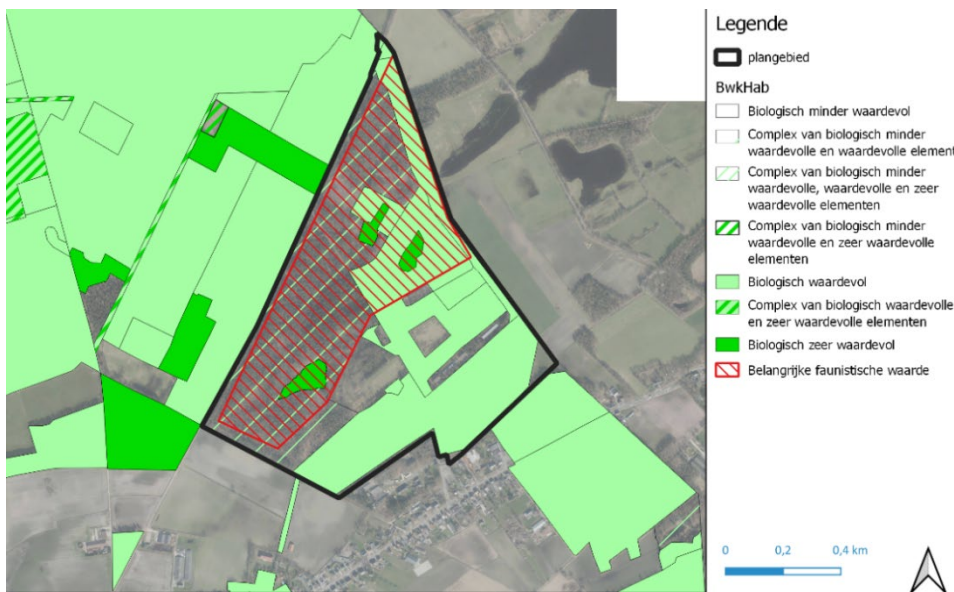 Legende
plangebied
BwkHab
Biologisch minder waardevol
Complex van biologisch minder
waardevolle en waardevolle element
Complex van biologisch minder
waardevolle, waardevolle en zeer
waardevolle elementen
Complex van biologisch minder
waardevolle en zeer waardevolle
elementen
Biologisch waardevol
Complex van biologisch waardevolle
en zeer waardevolle elementen
Biologisch zeer waardevol
Belangrijke faunistische waarde
0 0,2 0,4 km